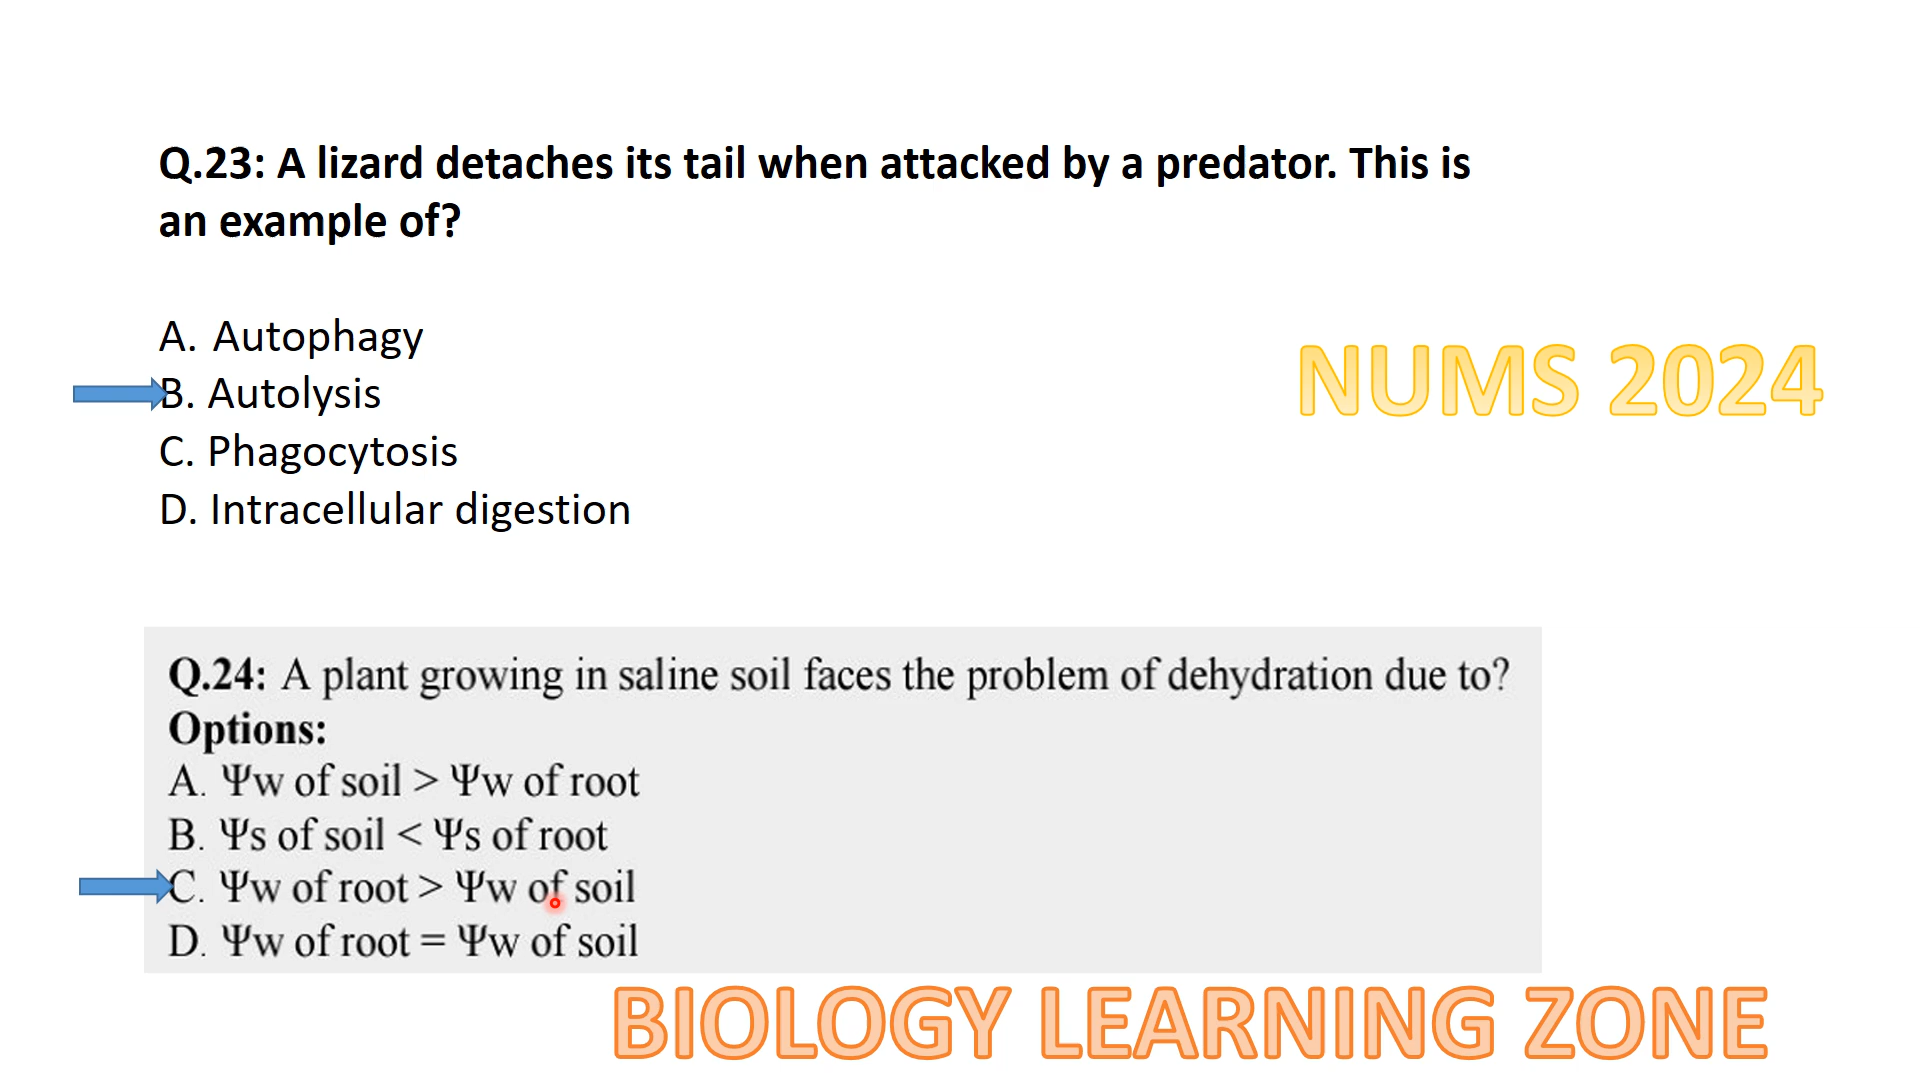 Q.23: A lizard detaches its tail when attacked by a predator. This is
an example of?
A. Autophagy
B. Autolysis
C. Phagocytosis
D. Intracellular digestion
NUMS 2024
Q.24: A plant growing in saline soil faces the problem of dehydration due to?
Options:
A. Ψw of soil > Ψw of root
B. Ψs of soil < Ψs of root
C. Ψw of root > Ψw of soil
D. Ψw of root = Ψw of soil
BIOLOGY LEARNING ZONE